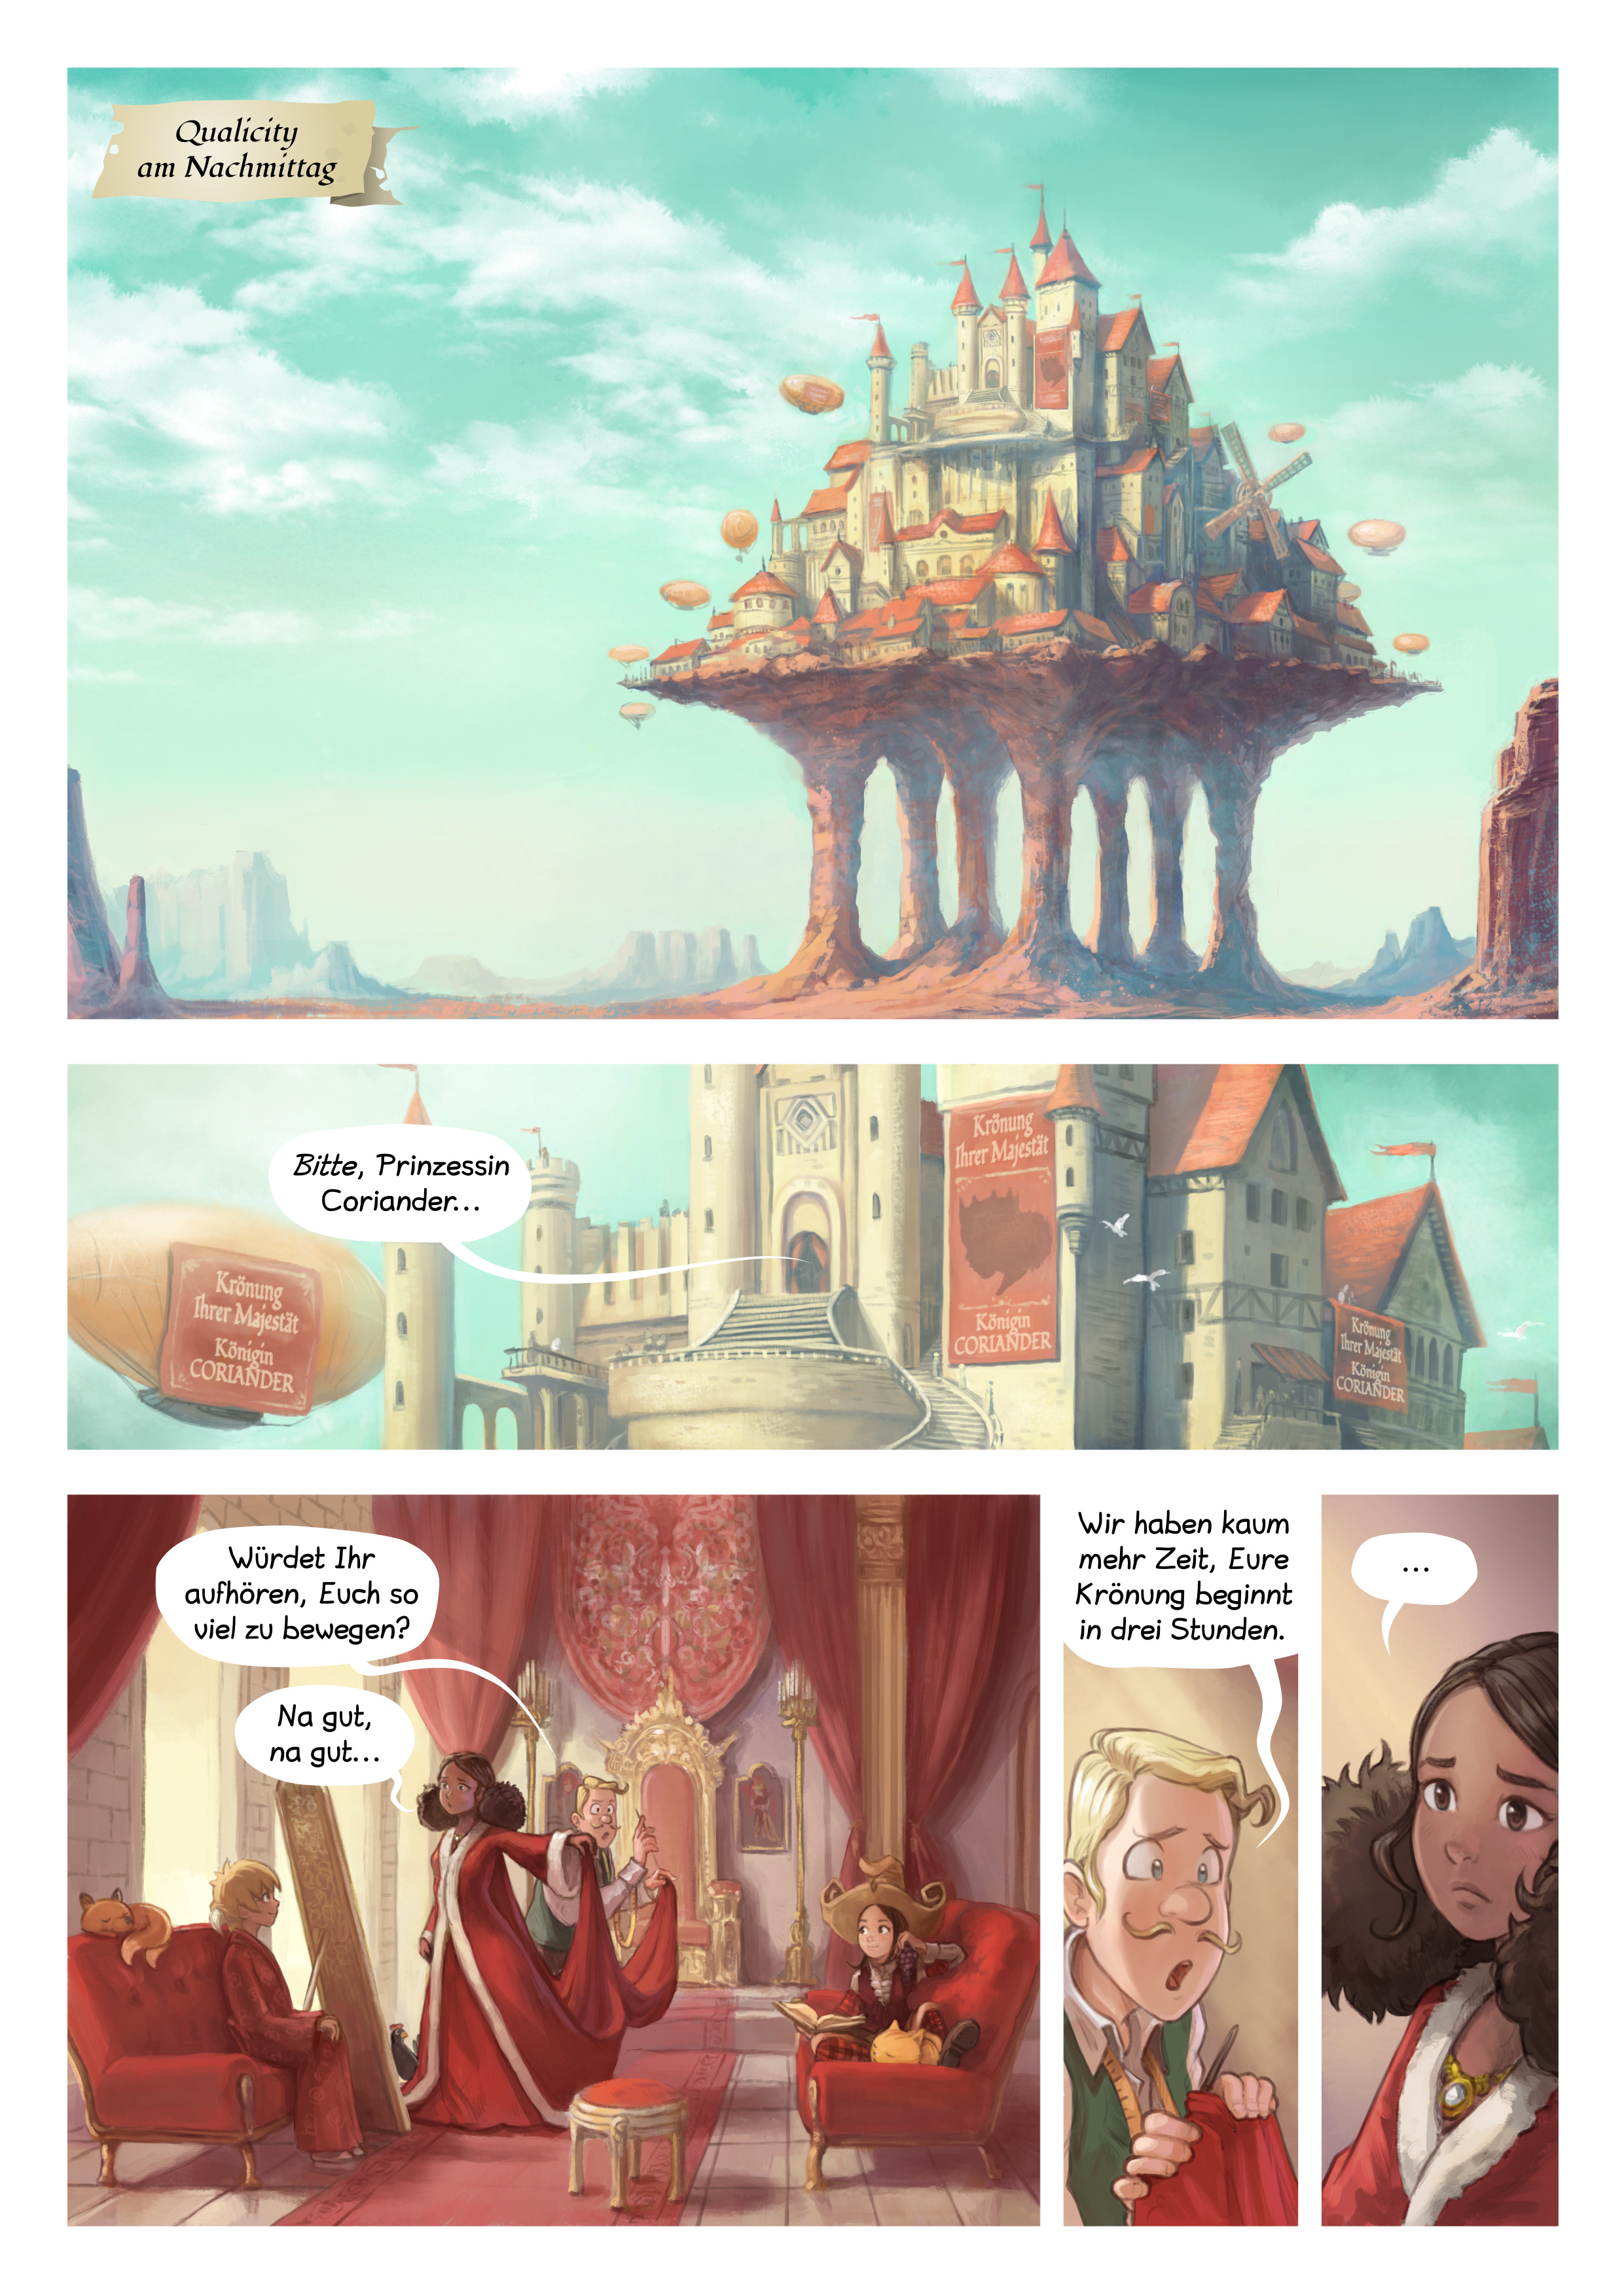 Qualicity
am Nachmittag
Bitte, Prinzessin
Coriander...
Krönung
Ihrer Majestät
Königin
CORIANDER
Krönung
Ihrer Majestät
Königin
CORIANDER
Krönung
Ihrer Majestät
Königin
CORIANDER
Würdet Ihr
aufhören, Euch so
viel zu bewegen?
Na gut,
na gut...
Wir haben kaum
mehr Zeit, Eure
Krönung beginnt
in drei Stunden.
...